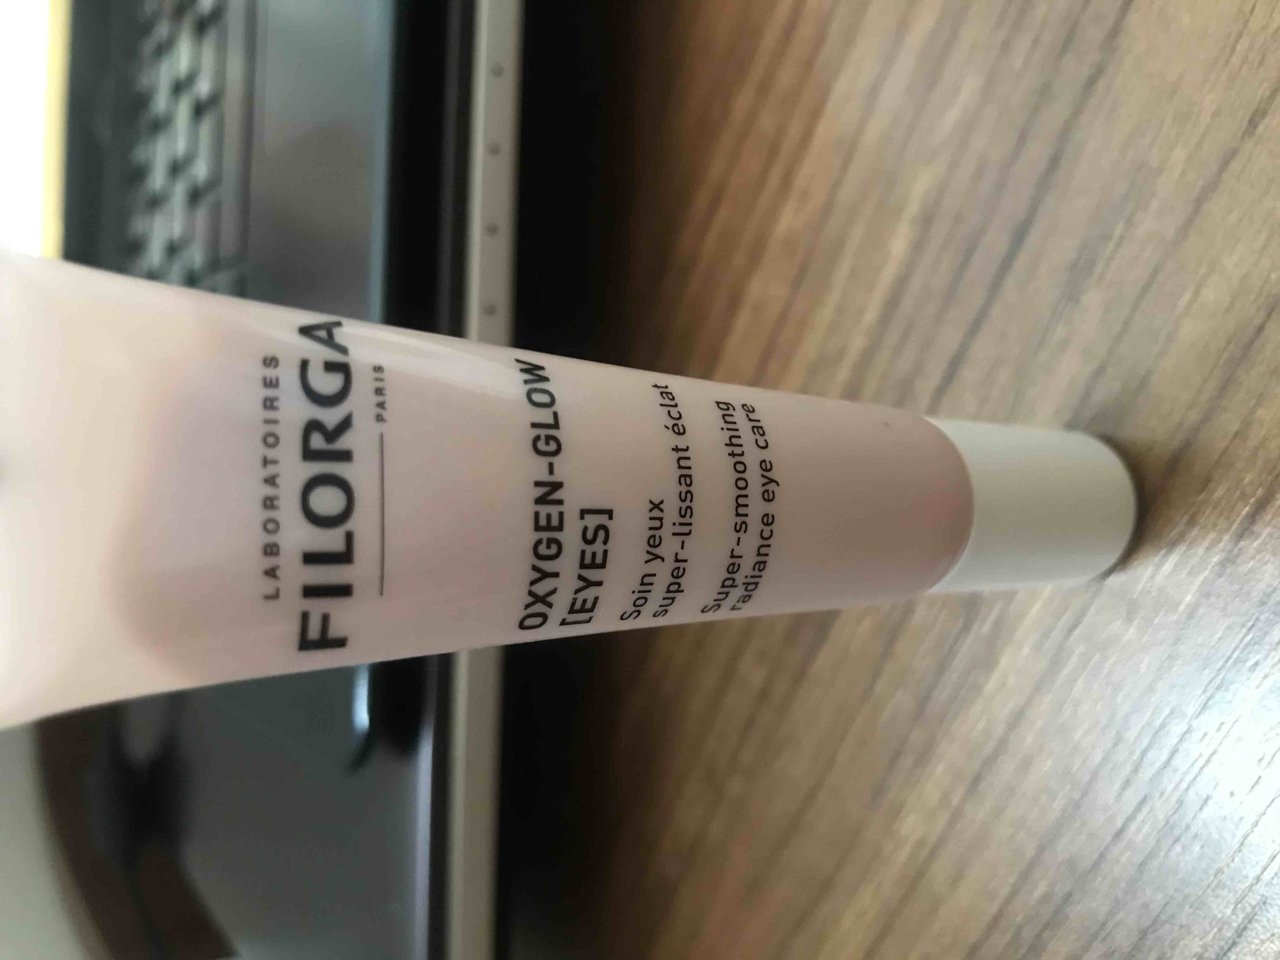 LABORATOIRES
FILORGA
PARIS
OXYGEN-GLOW
[EYES]
Soin yeux
super-lissant éclat
Super-smoothing
radiance eye care